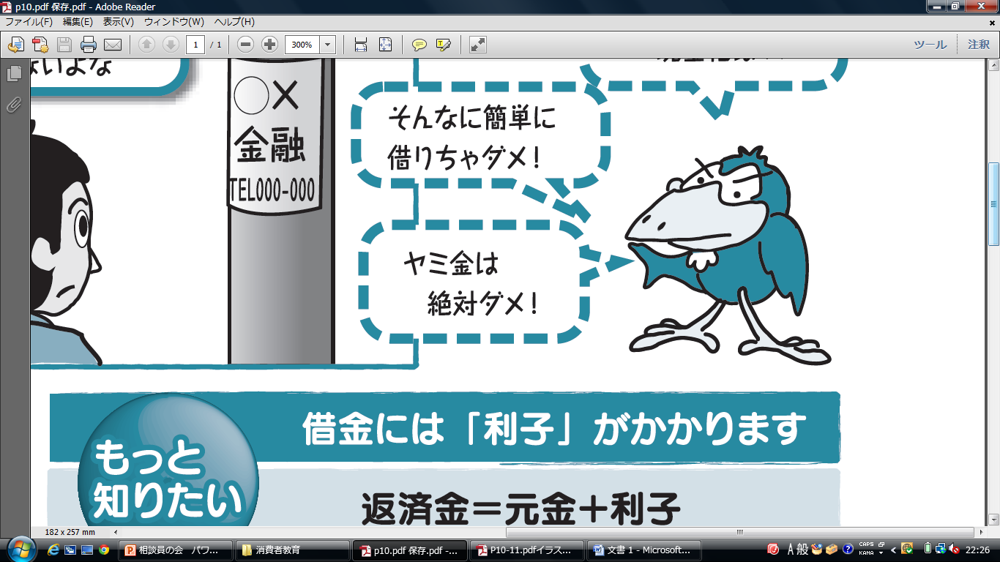 p10.pdf 保存.pdf - Adobe Reader
ファイル(F) 編集(E) 表示(V) ウィンドウ(W) ヘルプ(H)
1 / 1
300%
ツール
注釈
ないよな
○×
金融
TEL000-000
そんなに簡単に
借りちゃダメ!
ヤミ金は
絶対ダメ!
借金には「利子」がかかります
もっと
知りたい
返済金=元金+利子
182 x 257 mm
相談員の会 パワ...
消費者教育
p10.pdf 保存.pdf -...
P10-11.pdfイラス...
文書 1 - Microsoft...
A 般
CAPS
KANA
22:26